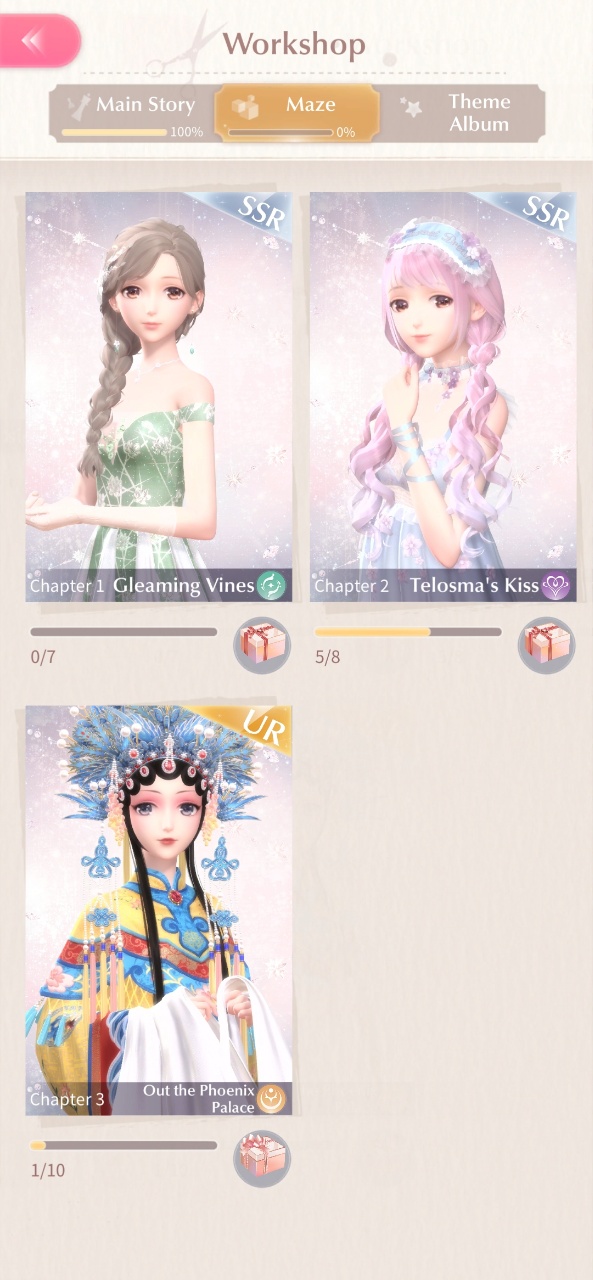 Workshop
Main Story
100%
Maze
0%
Theme
Album
SSR
SSR
Chapter 1 Gleaming Vines
Chapter 2 Telosma's Kiss
0/7
5/8
UR
Chapter 3 Out the Phoenix
Palace
1/10